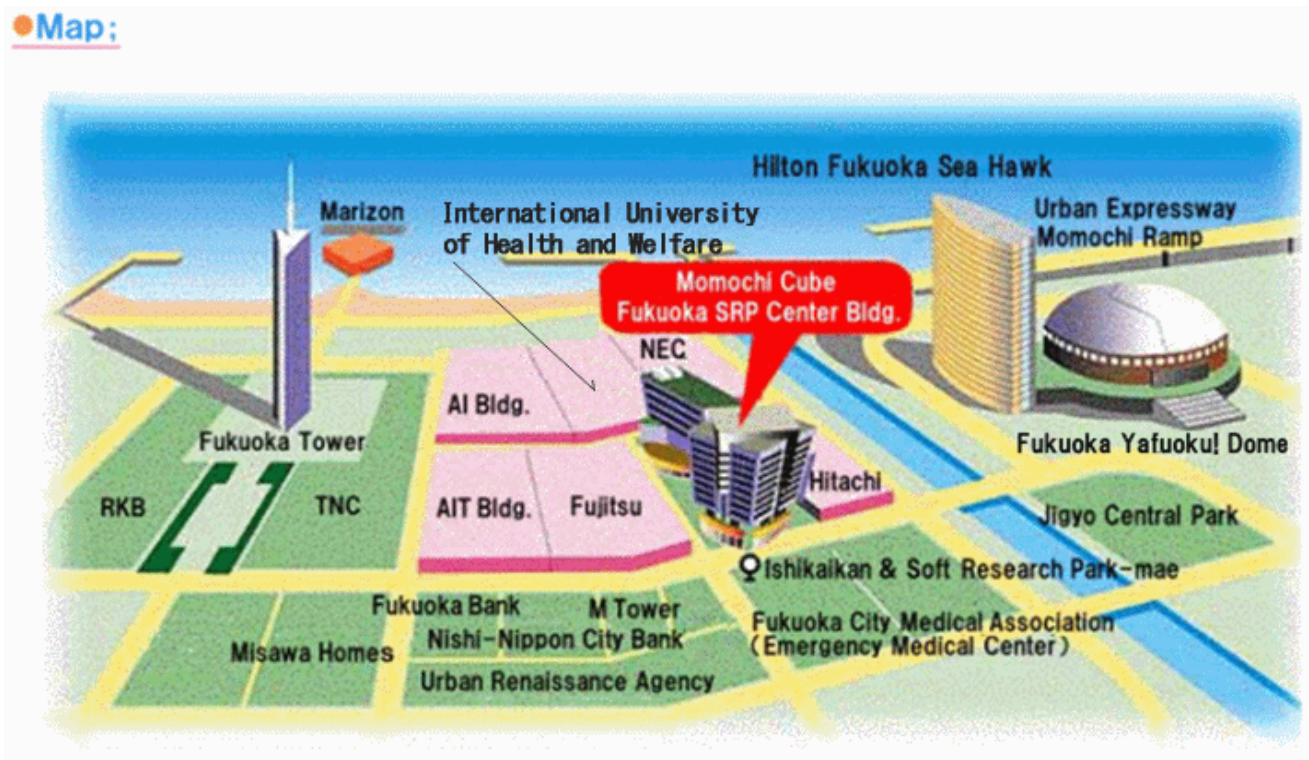 Map;
Hilton Fukuoka Sea Hawk
Marizon
International University
of Health and Welfare
Urban Expressway
Momochi Ramp
Momochi Cube
Fukuoka SRP Center Bldg.
NEC
AI Bldg.
Fukuoka Tower
Fukuoka Yafuoku! Dome
RKB
TNC
AIT Bldg.
Fujitsu
Hitachi
Jigyo Central Park
Ishikaikan & Soft Research Park-mae
Fukuoka Bank
M Tower
Nishi-Nippon City Bank
Fukuoka City Medical Association
(Emergency Medical Center)
Misawa Homes
Urban Renaissance Agency